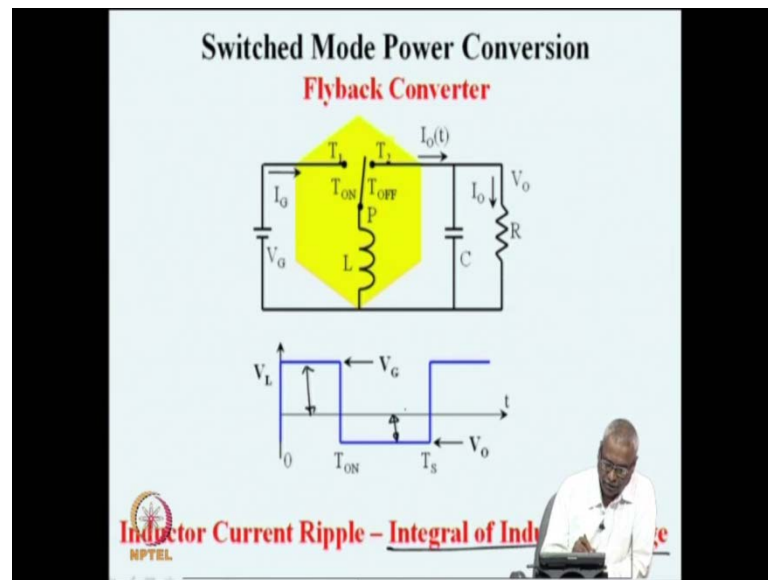 Switched Mode Power Conversion
Flyback Converter
I₀(t)
T₁ T₂
I_G T_ON T_OFF I₀ V₀
P
V_G L C R
V_L V_G
t
0 T_ON T_S V₀
Inductor Current Ripple – Integral of
NPTEL